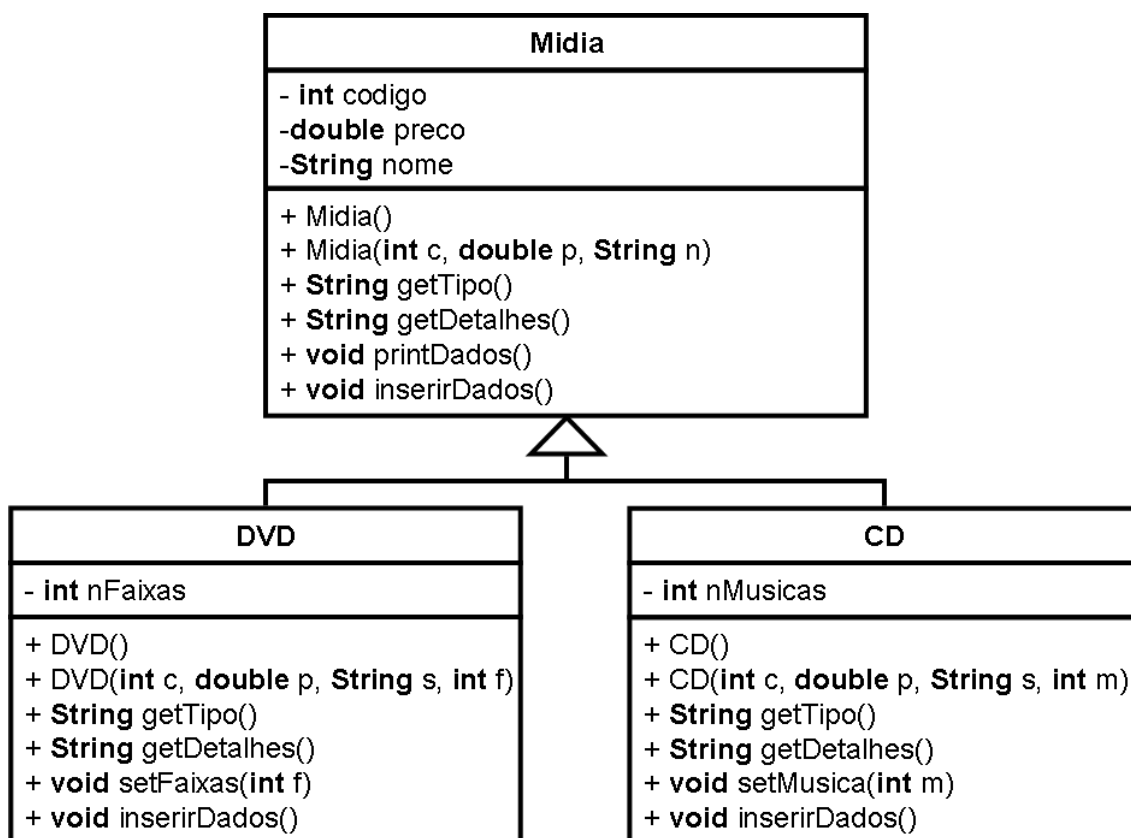 Midia
- int codigo
-double preco
-String nome
+ Midia()
+ Midia(int c, double p, String n)
+ String getTipo()
+ String getDetalhes()
+ void printDados()
+ void inserirDados()
DVD
- int nFaixas
+ DVD()
+ DVD(int c, double p, String s, int f)
+ String getTipo()
+ String getDetalhes()
+ void setFaixas(int f)
+ void inserirDados()
CD
- int nMusicas
+ CD()
+ CD(int c, double p, String s, int m)
+ String getTipo()
+ String getDetalhes()
+ void setMusica(int m)
+ void inserirDados()